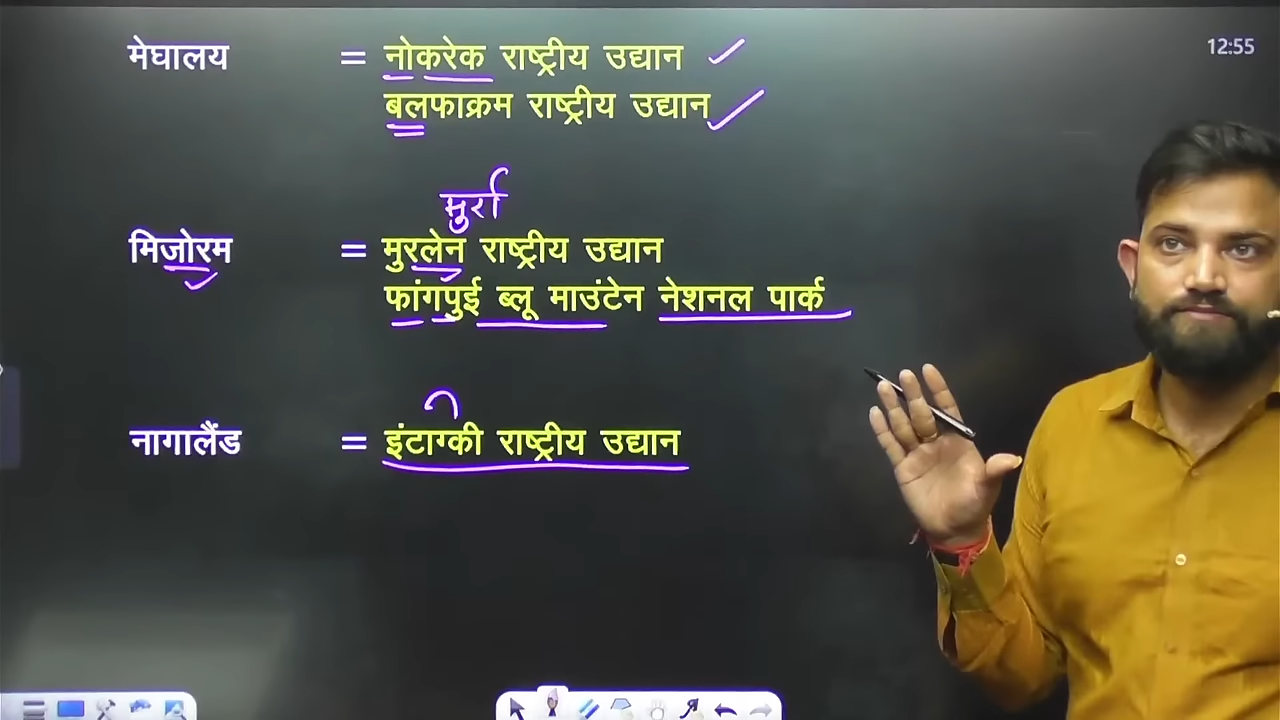 12:55
मेघालय = नोकरेक राष्ट्रीय उद्यान
बलफाक्रम राष्ट्रीय उद्यान
मुर्रा
मिजोरम = मुरलेन राष्ट्रीय उद्यान
फांगपुई ब्लू माउंटेन नेशनल पार्क
नागालैंड = इंटाग्की राष्ट्रीय उद्यान